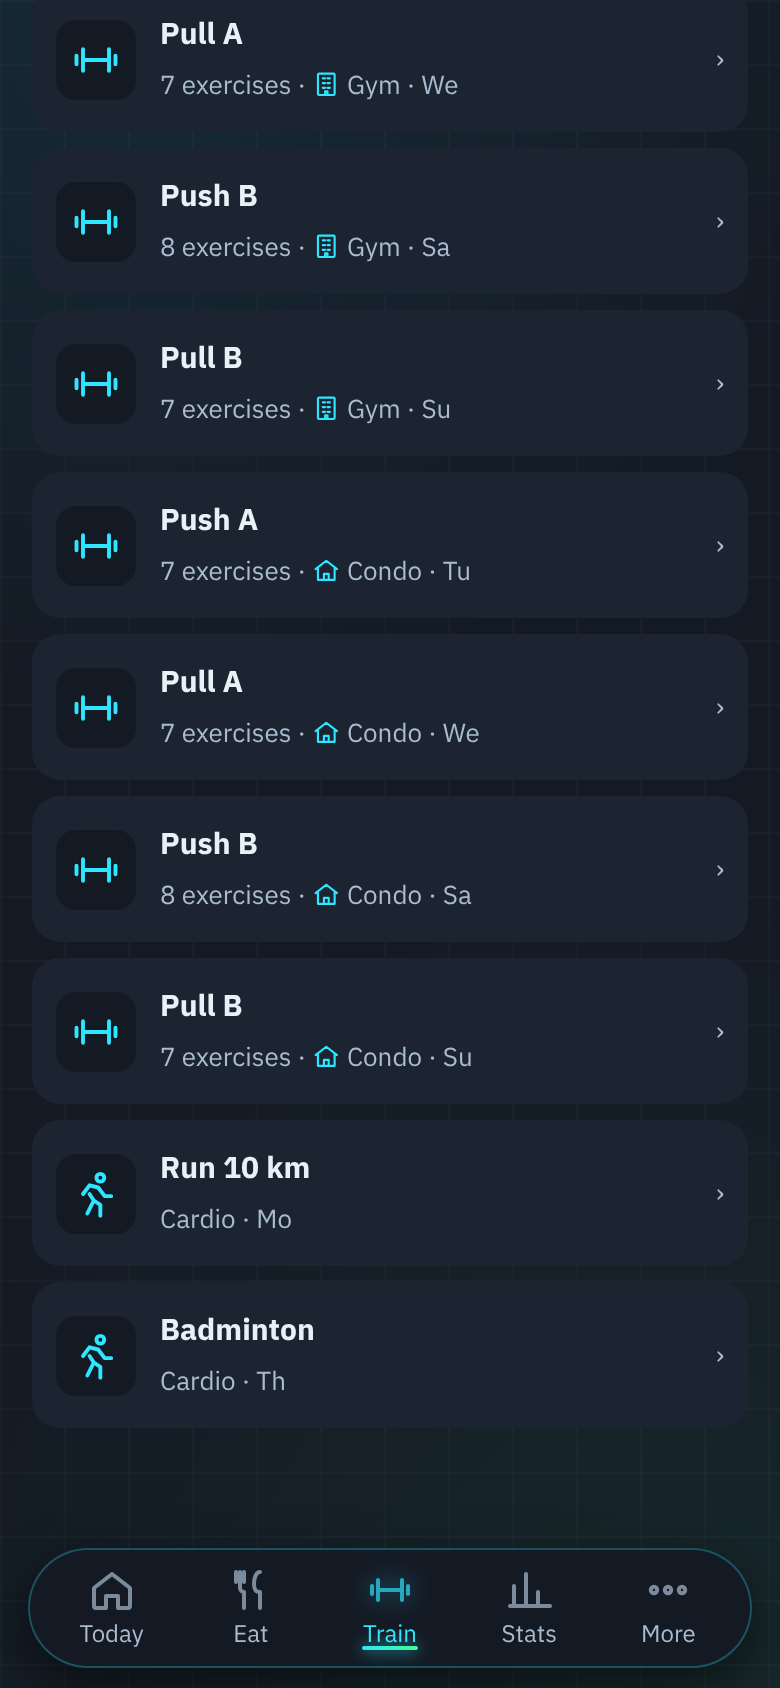 Pull A
7 exercises · Gym · We
Push B
8 exercises · Gym · Sa
Pull B
7 exercises · Gym · Su
Push A
7 exercises · Condo · Tu
Pull A
7 exercises · Condo · We
Push B
8 exercises · Condo · Sa
Pull B
7 exercises · Condo · Su
Run 10 km
Cardio · Mo
Badminton
Cardio · Th
Today Eat Train Stats More